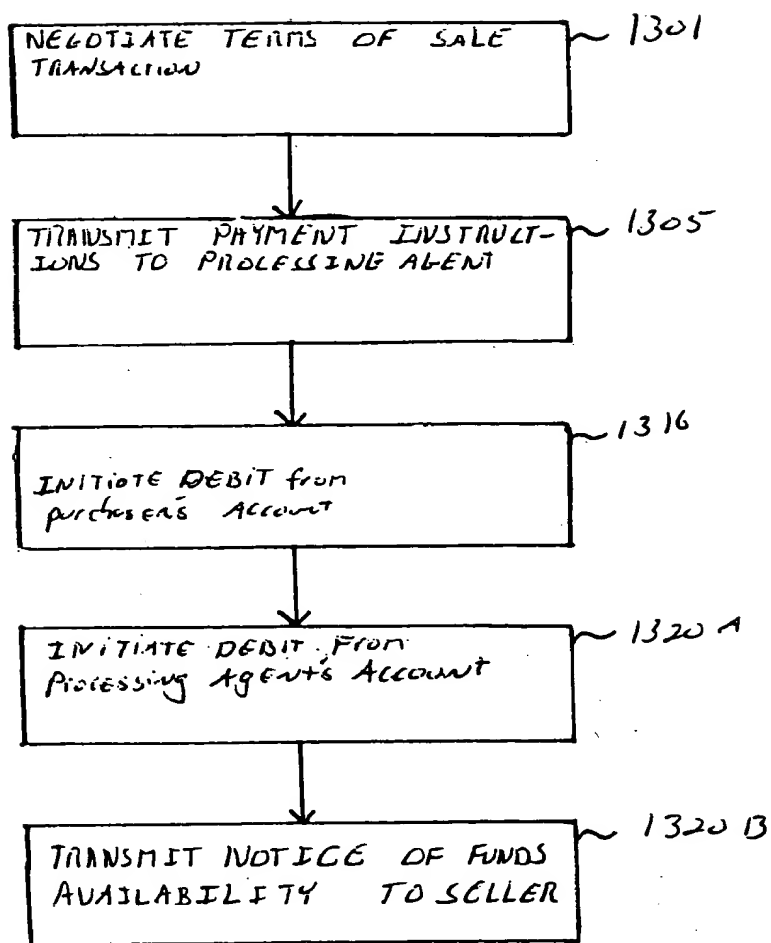 NEGOTIATE TERMS OF SALE 1301
TRANSACTION
TRANSMIT PAYMENT INSTRUCT- 1305
IONS TO PROCESSING AGENT
1316
INITIATE DEBIT from
purchaser's Account
INITIATE DEBIT From 1320 A
Processing Agent's Account
TRANSMIT NOTICE OF FUNDS 1320 B
AVAILABILITY TO SELLER